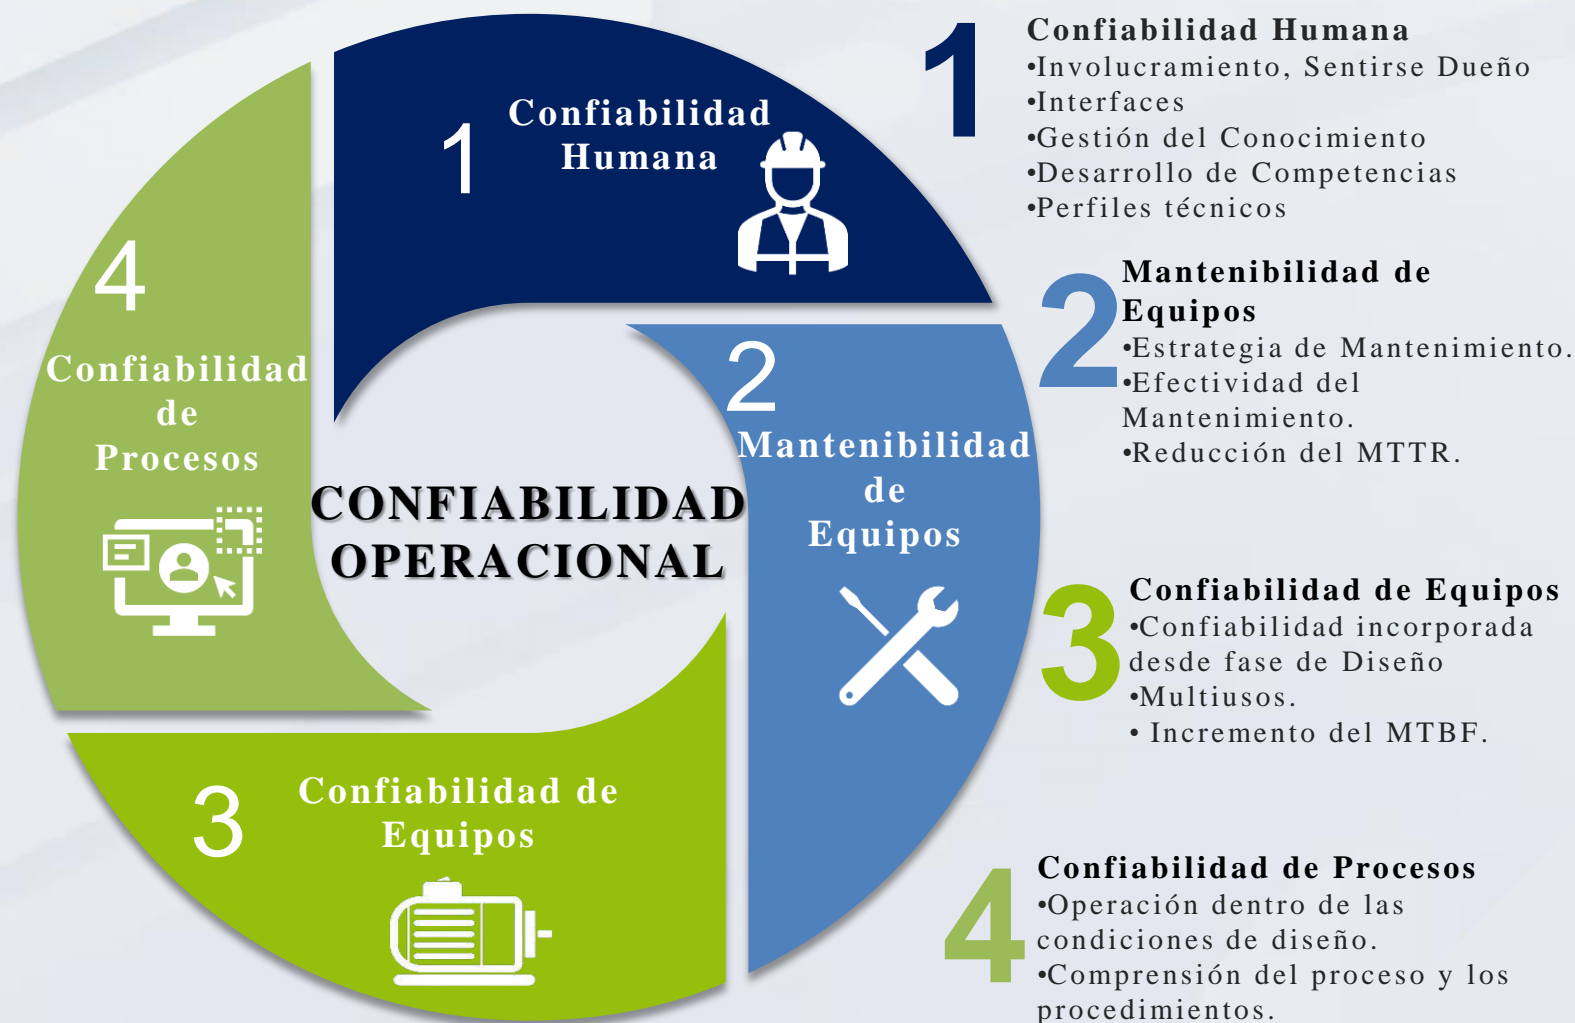 1
Confiabilidad
Humana
2
Mantenibilidad
de
Equipos
3
Confiabilidad de
Equipos
4
Confiabilidad
de
Procesos
CONFIABILIDAD
OPERACIONAL
1
Confiabilidad Humana
•Involucramiento, Sentirse Dueño
•Interfaces
•Gestión del Conocimiento
•Desarrollo de Competencias
•Perfiles técnicos
2
Mantenibilidad de
Equipos
•Estrategia de Mantenimiento.
•Efectividad del
Mantenimiento.
•Reducción del MTTR.
3
Confiabilidad de Equipos
•Confiabilidad incorporada
desde fase de Diseño
•Multiusos.
• Incremento del MTBF.
4
Confiabilidad de Procesos
•Operación dentro de las
condiciones de diseño.
•Comprensión del proceso y los
procedimientos.